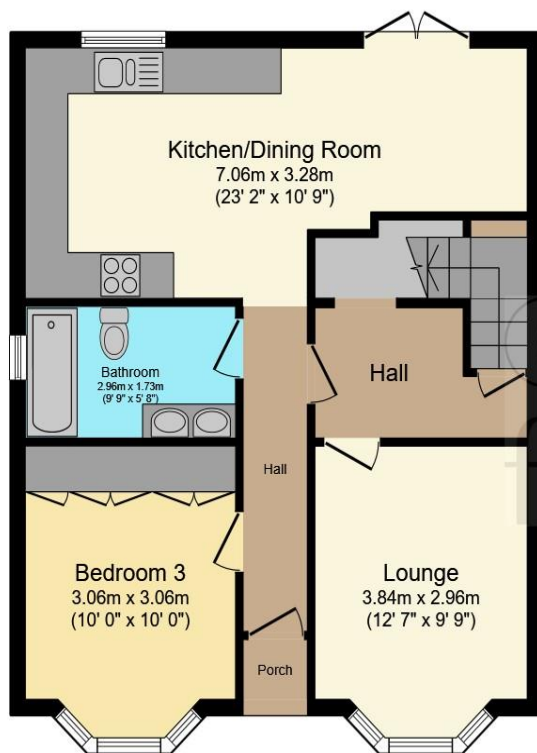 Kitchen/Dining Room
7.06m x 3.28m
(23' 2" x 10' 9")
Bathroom
2.96m x 1.73m
(9' 9" x 5' 8")
Hall
Hall
Bedroom 3
3.06m x 3.06m
(10' 0" x 10' 0")
Lounge
3.84m x 2.96m
(12' 7" x 9' 9")
Porch